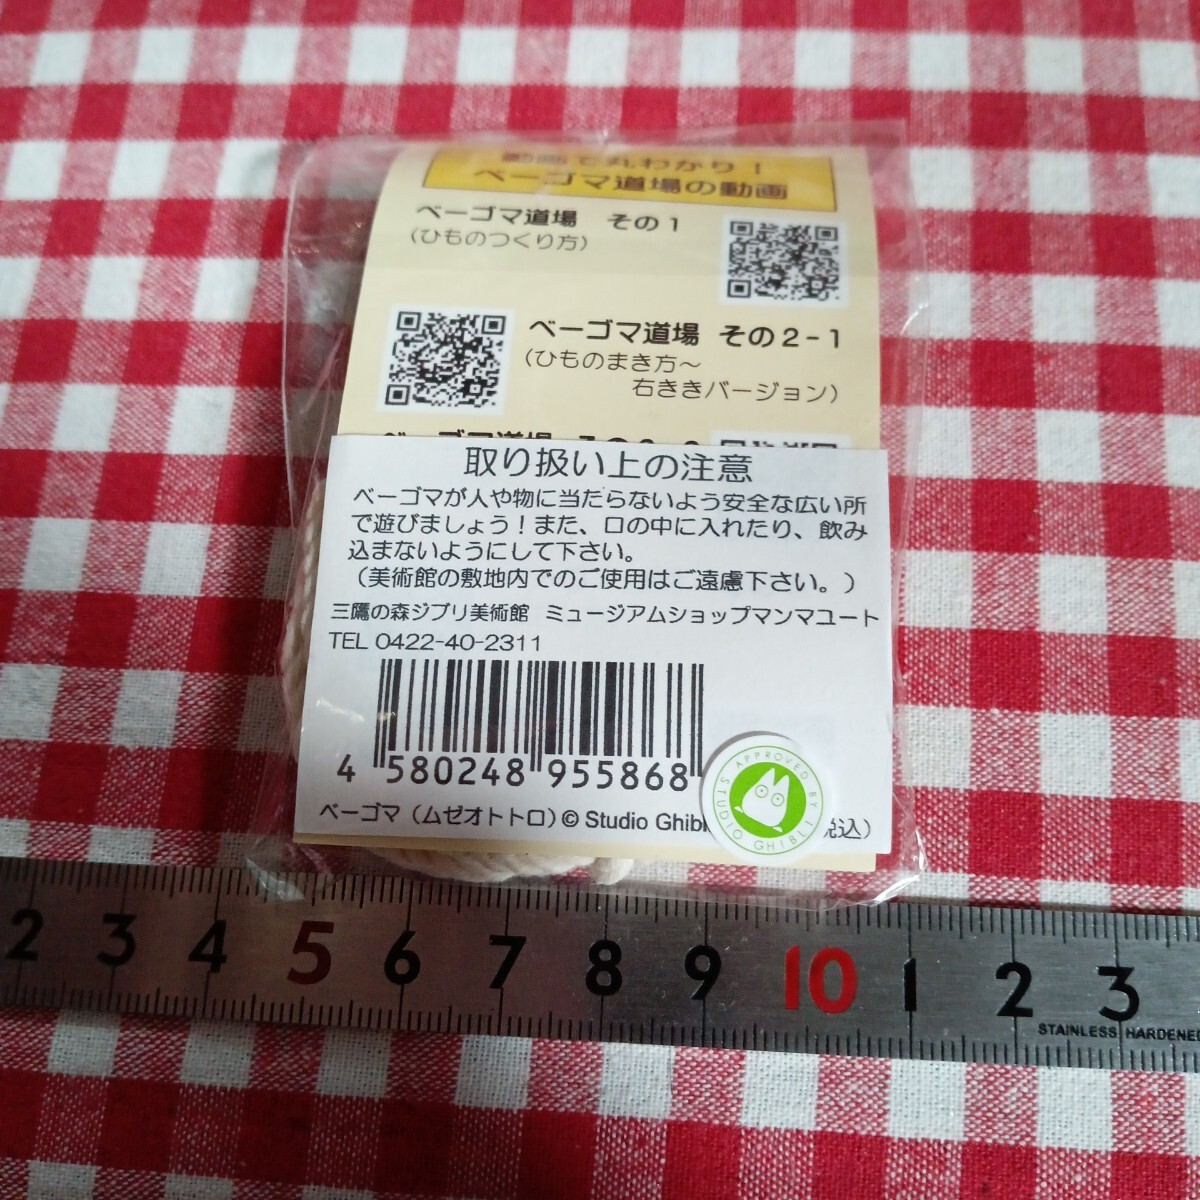 動画で丸わかり！
ベーゴマ道場の動画
ベーゴマ道場 その１
（ひものつくり方）
ベーゴマ道場 その２-１
（ひものまき方～
右ききバージョン）
取り扱い上の注意
ベーゴマが人や物に当たらないよう安全な広い所
で遊びましょう！また、口の中に入れたり、飲み
込まないようにして下さい。
（美術館の敷地内でのご使用はご遠慮下さい。）
三鷹の森ジブリ美術館 ミュージアムショップマンマユート
TEL 0422-40-2311
4 580248 955868
APPROVED BY STUDIO GHIBLI
ベーゴマ（ムゼオトトロ）© Studio Ghibli
税込）
2 3 4 5 6 7 8 9 10 1 2 3
STAINLESS HARDENED